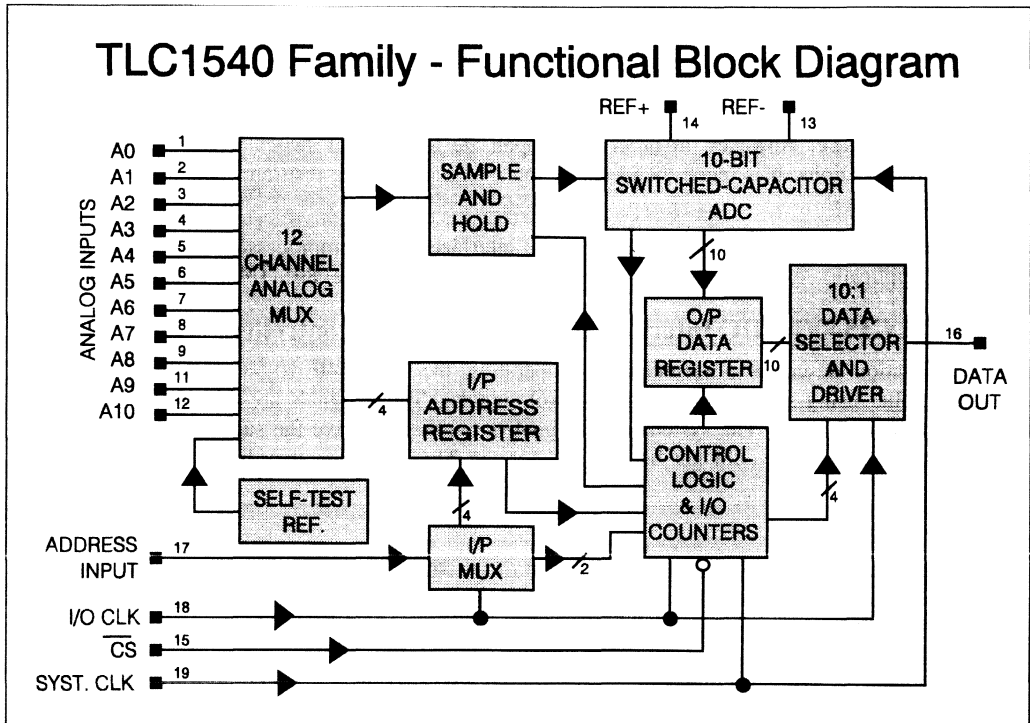 TLC1540 Family - Functional Block Diagram
REF+
14
REF-
13
ANALOG INPUTS
A0
1
A1
2
A2
3
A3
4
A4
5
A5
6
A6
7
A7
8
A8
9
A9
11
A10
12
12
CHANNEL
ANALOG
MUX
SAMPLE
AND
HOLD
10-BIT
SWITCHED-CAPACITOR
ADC
10
O/P
DATA
REGISTER
10
10:1
DATA
SELECTOR
AND
DRIVER
16
DATA
OUT
4
I/P
ADDRESS
REGISTER
CONTROL
LOGIC
& I/O
COUNTERS
4
SELF-TEST
REF.
4
ADDRESS
INPUT
17
I/P
MUX
2
I/O CLK
18
CS
15
SYST. CLK
19